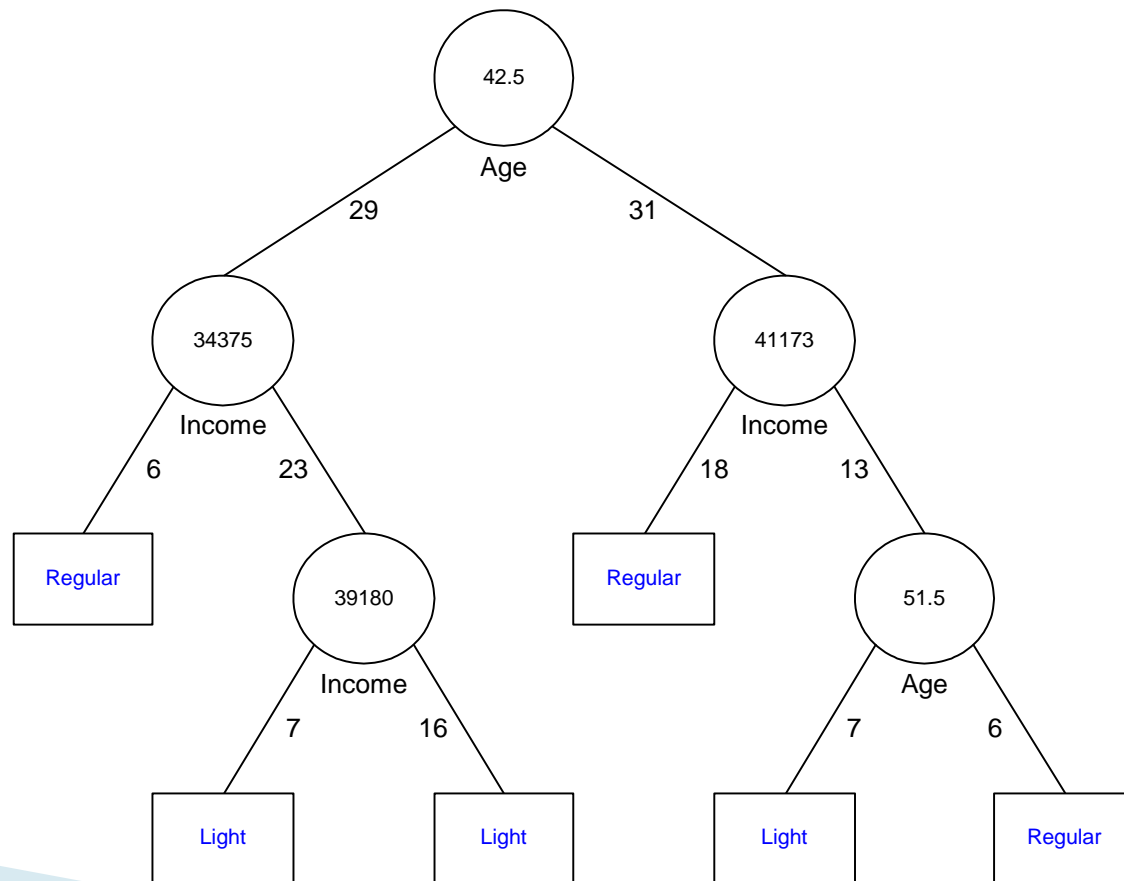 42.5
Age
29 31
34375 41173
Income Income
6 23 18 13
Regular Regular
39180 51.5
Income Age
7 16 7 6
Light Light Light Regular